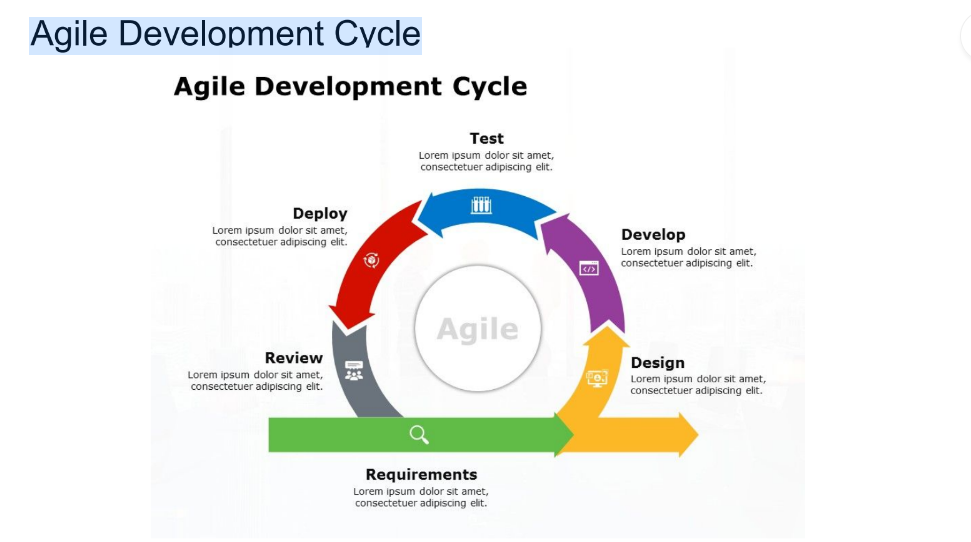 Agile Development Cycle
Agile Development Cycle
Test
Lorem ipsum dolor sit amet,
consectetuer adipiscing elit.
Deploy
Lorem ipsum dolor sit amet,
consectetuer adipiscing elit.
Develop
Lorem ipsum dolor sit amet,
consectetuer adipiscing elit.
Agile
Review
Lorem ipsum dolor sit amet,
consectetuer adipiscing elit.
Design
Lorem ipsum dolor sit amet,
consectetuer adipiscing elit.
Requirements
Lorem ipsum dolor sit amet,
consectetuer adipiscing elit.